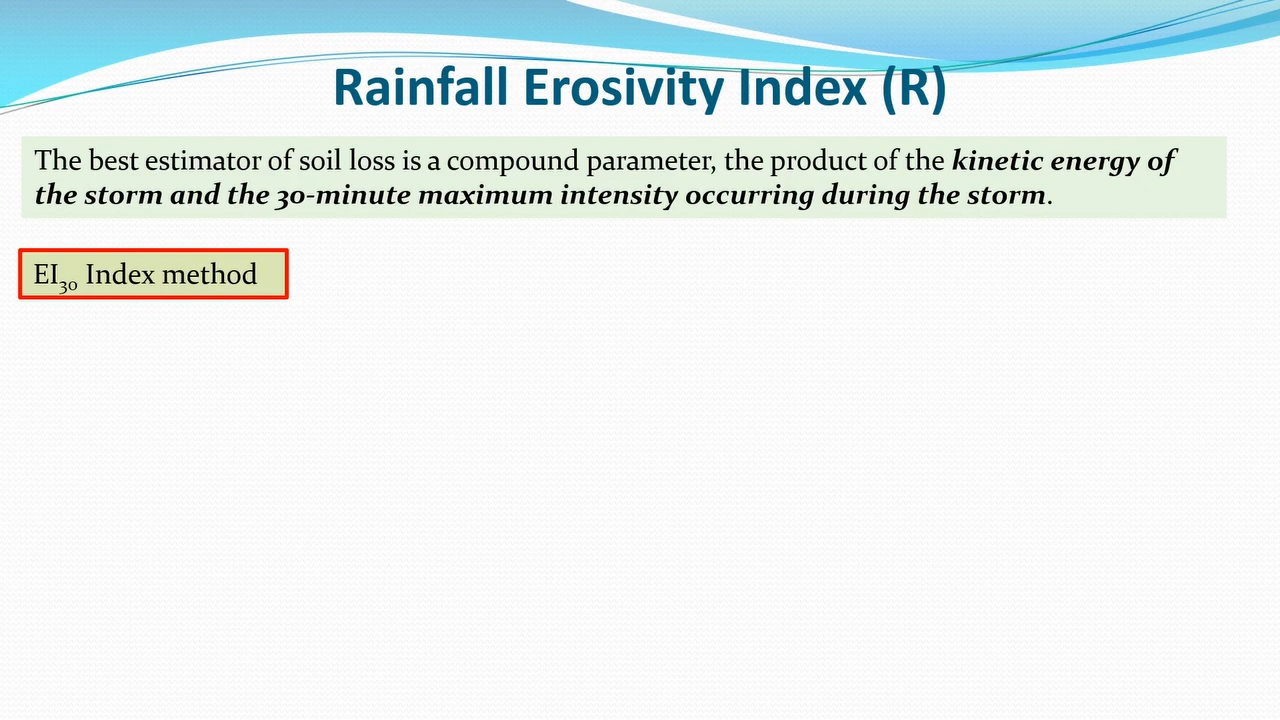 Rainfall Erosivity Index (R)
The best estimator of soil loss is a compound parameter, the product of the kinetic energy of
the storm and the 30-minute maximum intensity occurring during the storm.
EI₃₀ Index method